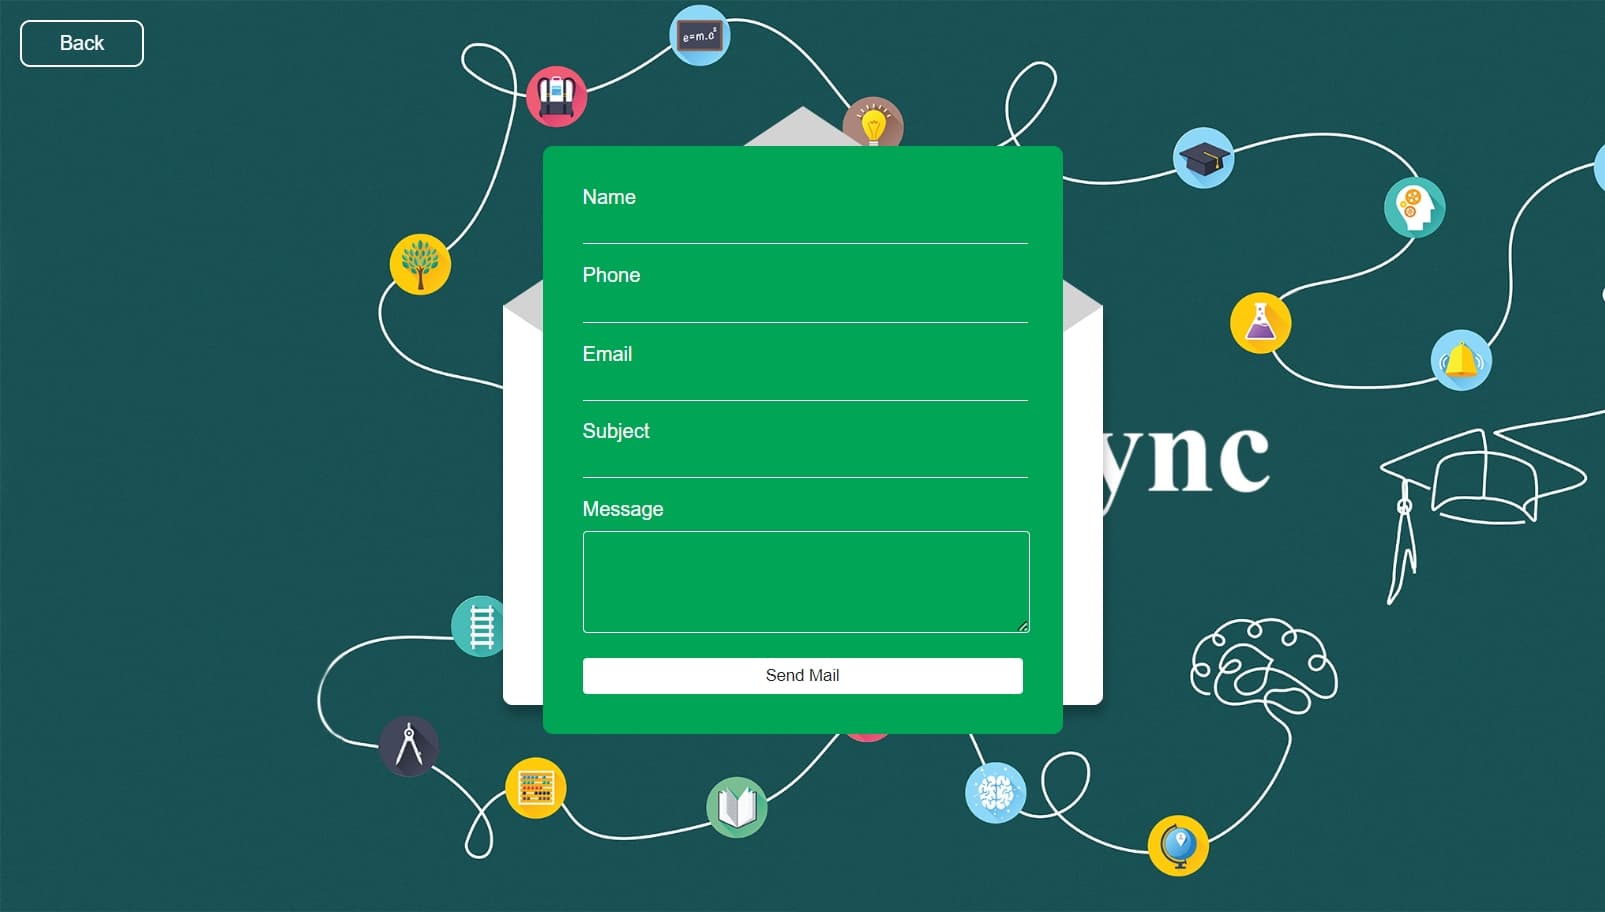 Back
e=m.c²
Name
Phone
Email
Subject
ync
Message
Send Mail